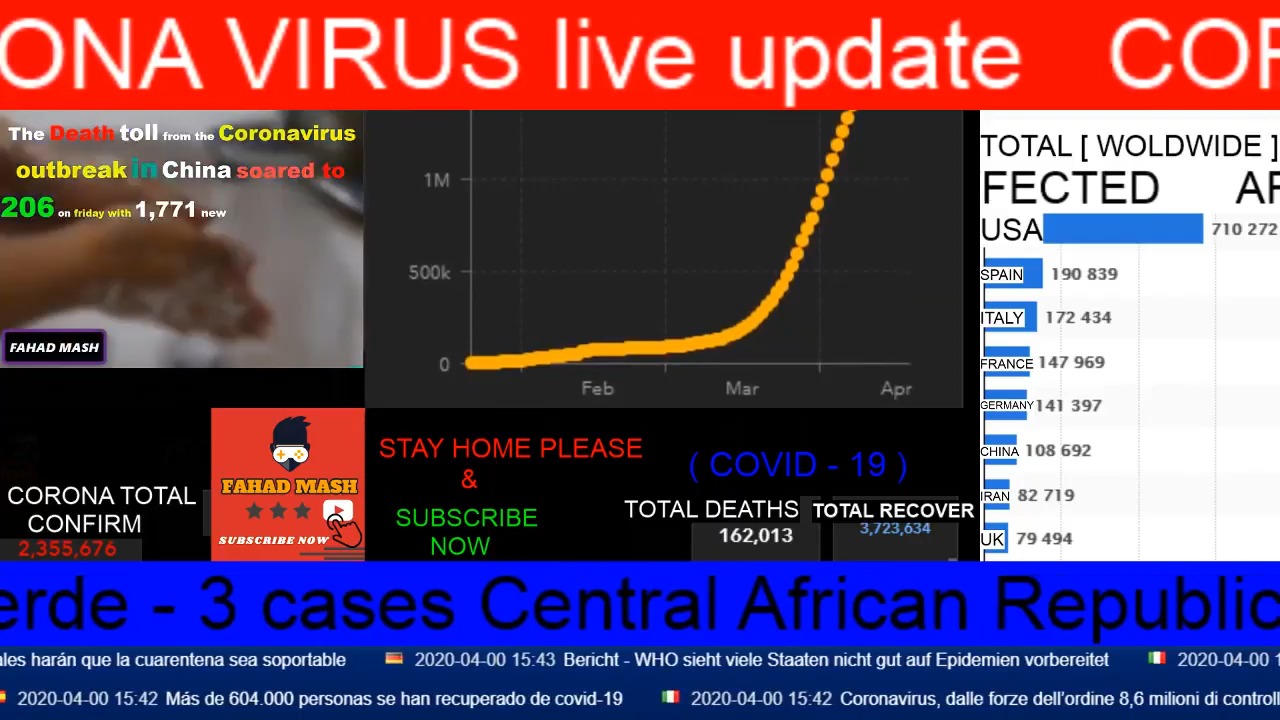 ONA VIRUS live update COR
The Death toll from the Coronavirus
outbreak in China soared to
206 on friday with 1,771 new
FAHAD MASH
1M
500k
0
Feb Mar Apr
TOTAL [ WOLDWIDE ]
FECTED AF
USA 710 272
SPAIN 190 839
ITALY 172 434
FRANCE 147 969
GERMANY 141 397
CHINA 108 692
IRAN 82 719
UK 79 494
CORONA TOTAL
CONFIRM
2,355,676
FAHAD MASH
SUBSCRIBE NOW
STAY HOME PLEASE
&
SUBSCRIBE
NOW
( COVID - 19 )
TOTAL DEATHS
162,013
TOTAL RECOVER
3,723,634
erde - 3 cases Central African Republic
ales harán que la cuarentena sea soportable 2020-04-00 15:43 Bericht - WHO sieht viele Staaten nicht gut auf Epidemien vorbereitet 2020-04-00 1
2020-04-00 15:42 Más de 604.000 personas se han recuperado de covid-19 2020-04-00 15:42 Coronavirus, dalle forze dell'ordine 8,6 milioni di controll